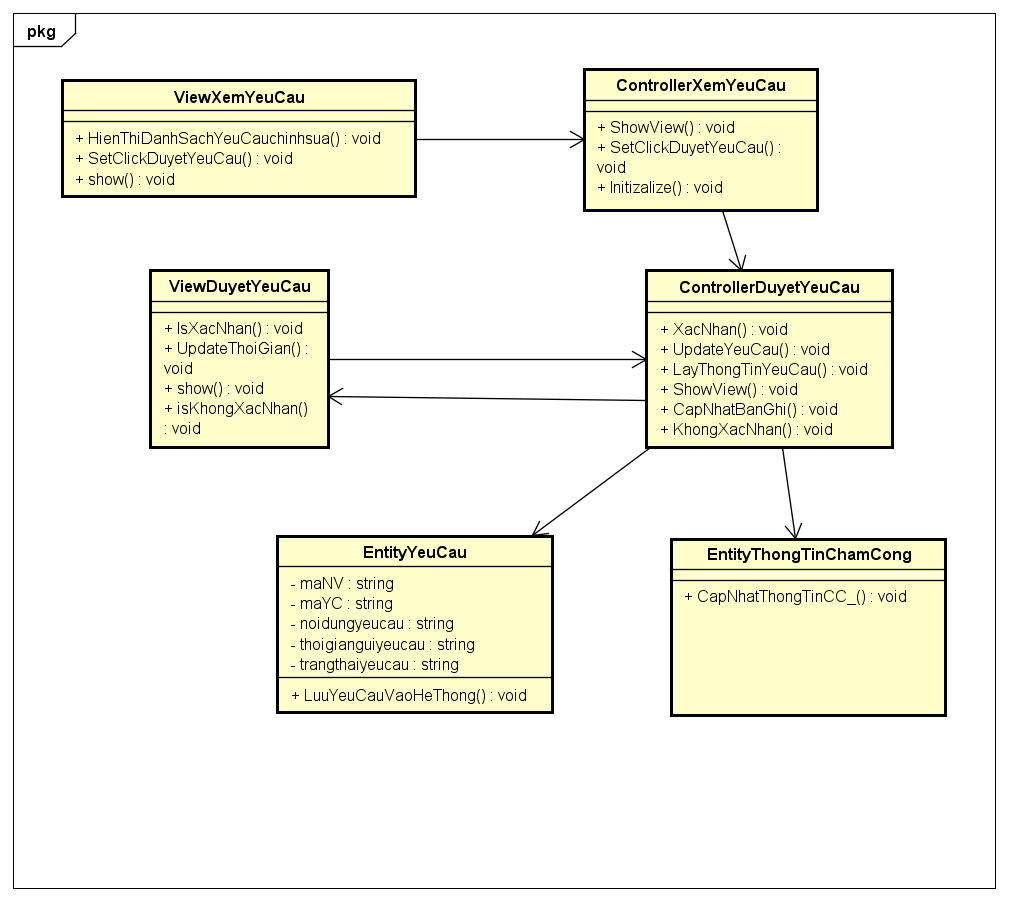 pkg
ViewXemYeuCau
+ HienThiDanhSachYeuCauchinhsua() : void
+ SetClickDuyetYeuCau() : void
+ show() : void
ControllerXemYeuCau
+ ShowView() : void
+ SetClickDuyetYeuCau() :
void
+ Initizalize() : void
ViewDuyetYeuCau
+ IsXacNhan() : void
+ UpdateThoiGian() :
void
+ show() : void
+ isKhongXacNhan()
: void
ControllerDuyetYeuCau
+ XacNhan() : void
+ UpdateYeuCau() : void
+ LayThongTinYeuCau() : void
+ ShowView() : void
+ CapNhatBanGhi() : void
+ KhongXacNhan() : void
EntityYeuCau
- maNV : string
- maYC : string
- noidungyeucau : string
- thoigianguiyeucau : string
- trangthaiyeucau : string
+ LuuYeuCauVaoHeThong() : void
EntityThongTinChamCong
+ CapNhatThongTinCC_() : void